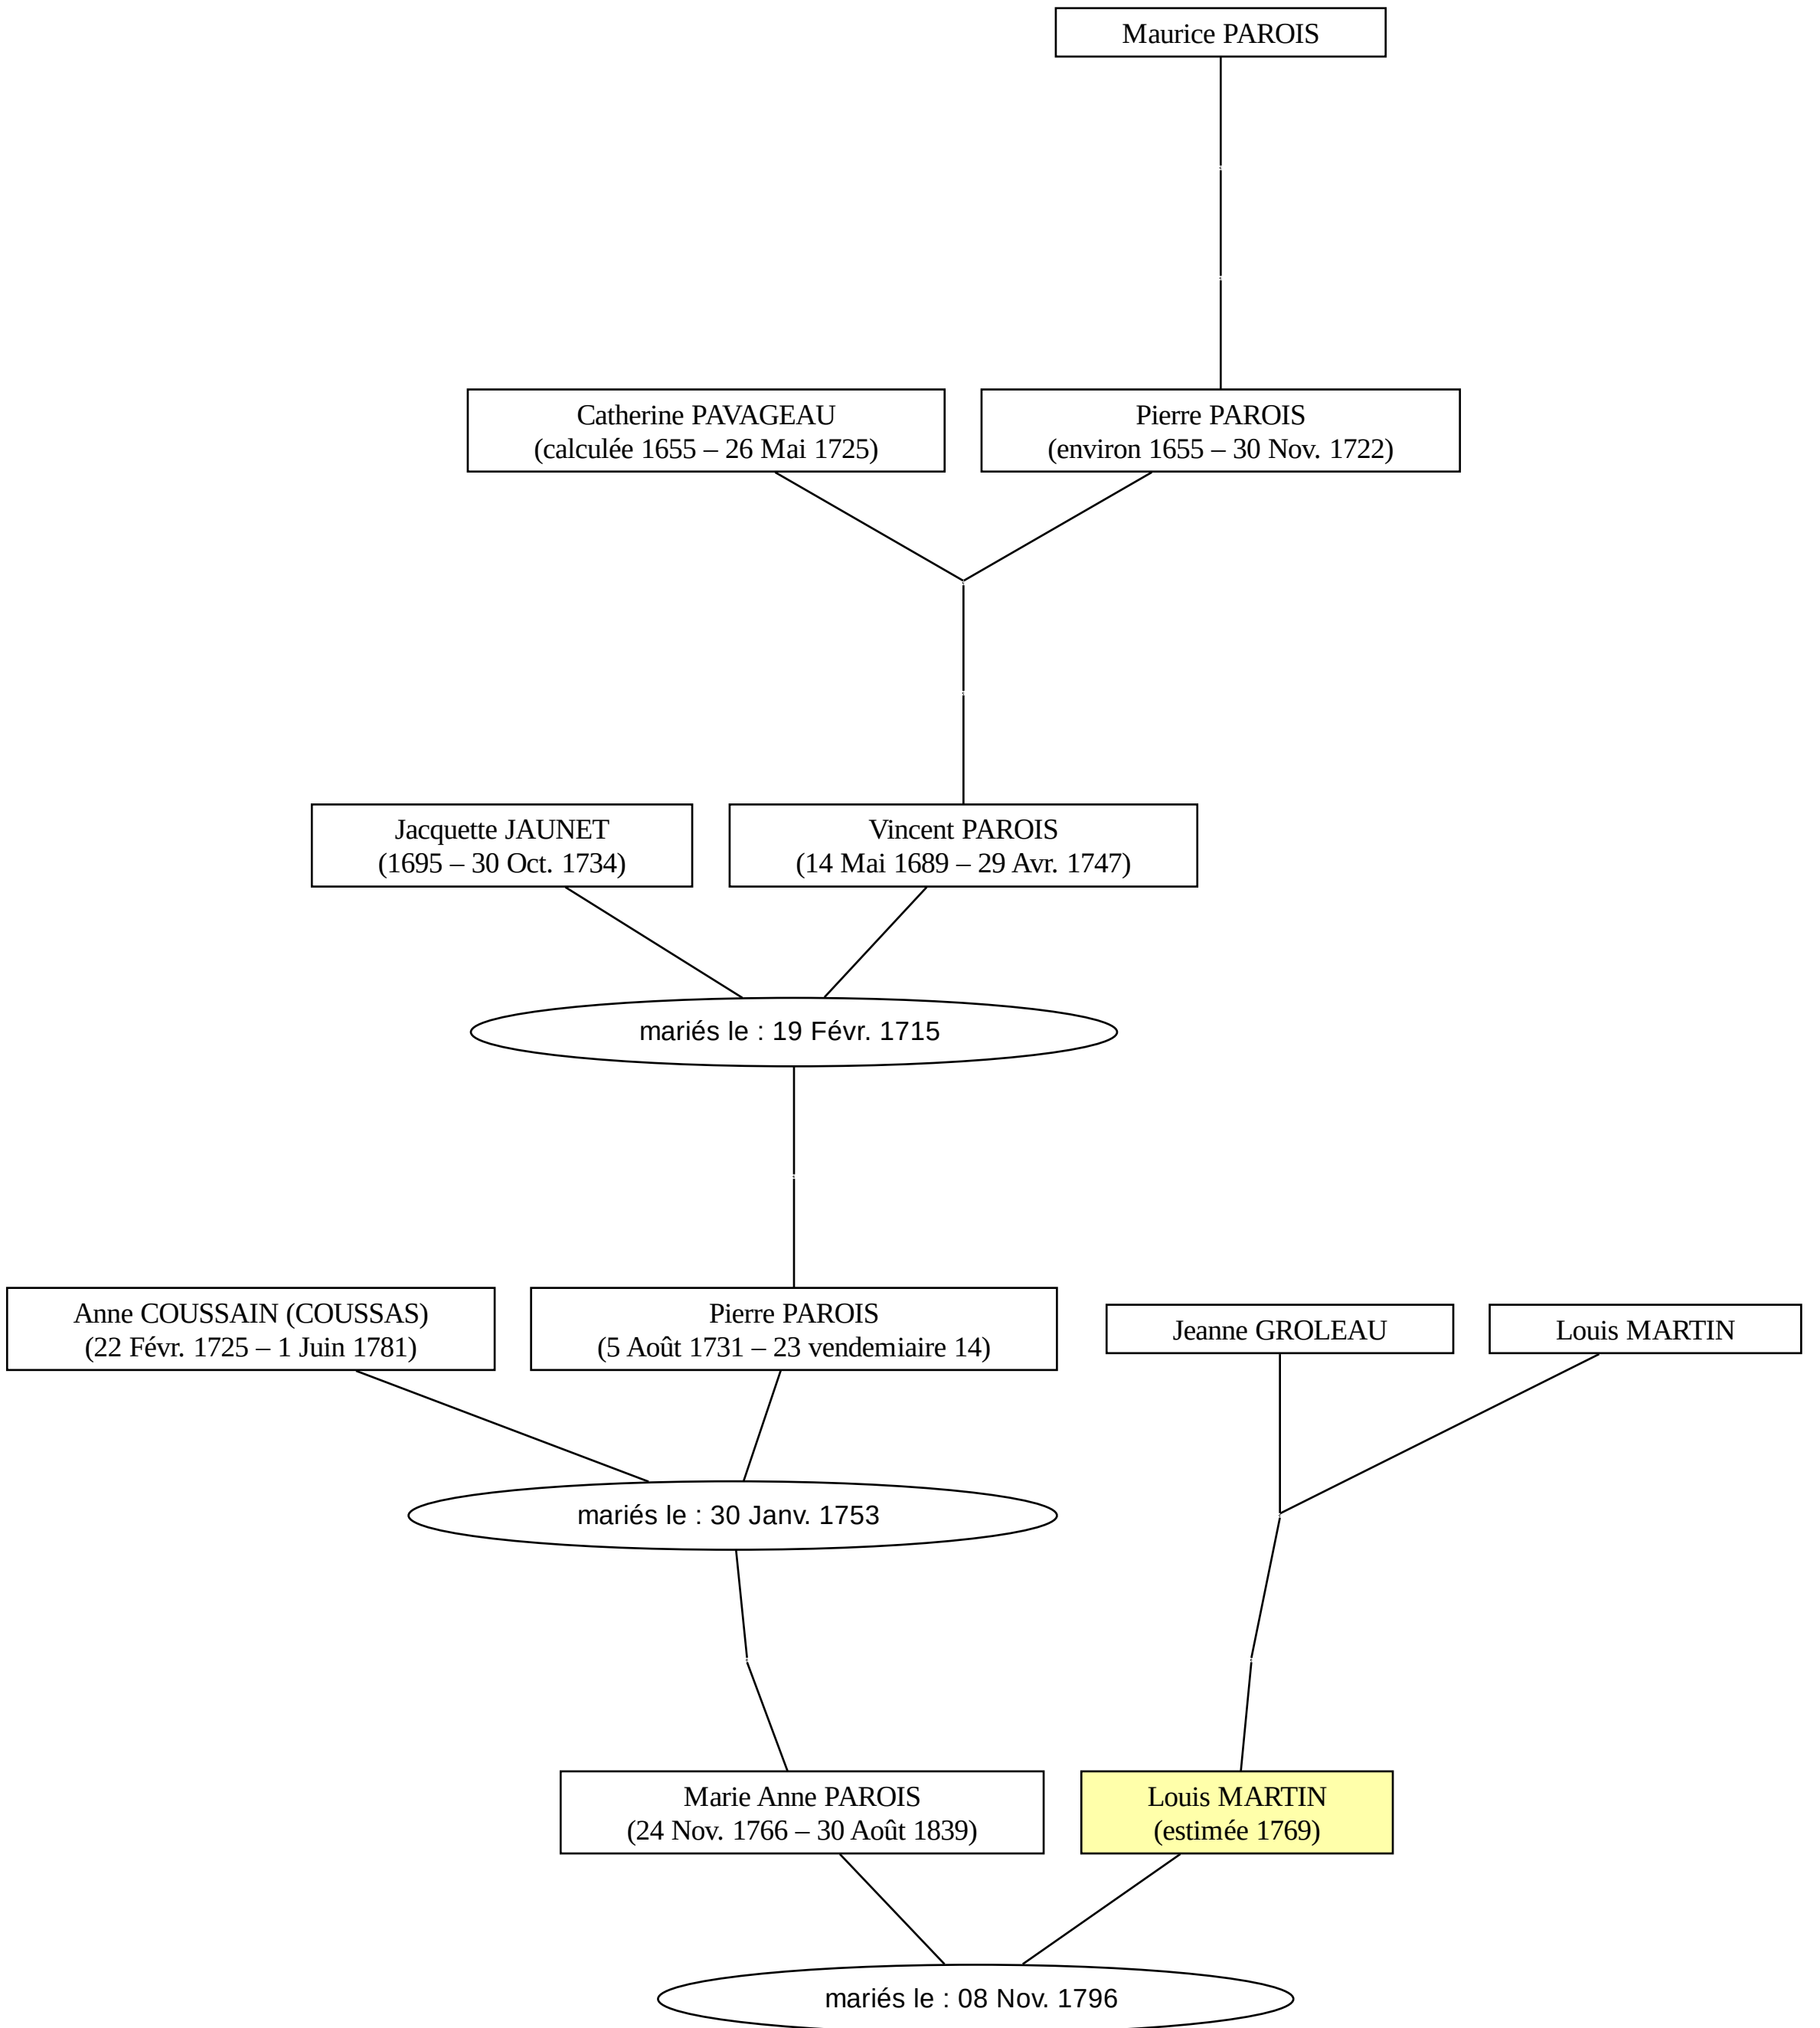 Maurice PAROIS
Catherine PAVAGEAU
(calculée 1655 – 26 Mai 1725)
Pierre PAROIS
(environ 1655 – 30 Nov. 1722)
Jacquette JAUNET
(1695 – 30 Oct. 1734)
Vincent PAROIS
(14 Mai 1689 – 29 Avr. 1747)
mariés le : 19 Févr. 1715
Anne COUSSAIN (COUSSAS)
(22 Févr. 1725 – 1 Juin 1781)
Pierre PAROIS
(5 Août 1731 – 23 vendemiaire 14)
Jeanne GROLEAU
Louis MARTIN
mariés le : 30 Janv. 1753
Marie Anne PAROIS
(24 Nov. 1766 – 30 Août 1839)
Louis MARTIN
(estimée 1769)
mariés le : 08 Nov. 1796